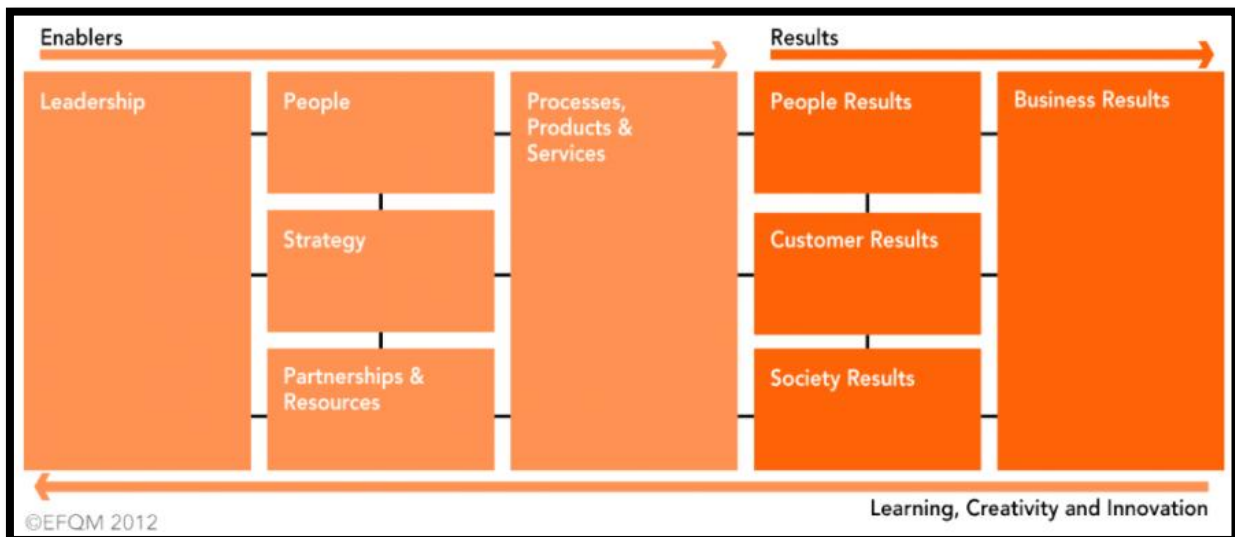 Enablers
Results
Leadership
People
Processes,
Products &
Services
People Results
Business Results
Strategy
Customer Results
Partnerships &
Resources
Society Results
Learning, Creativity and Innovation
©EFQM 2012